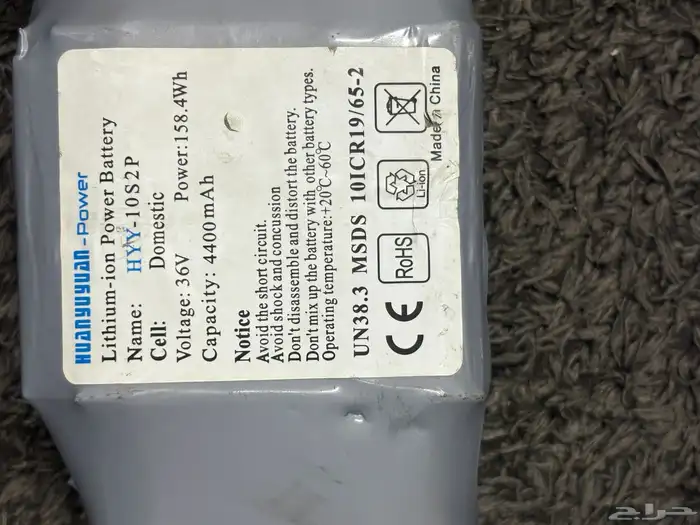 HUANYUYUAN-Power
Lithium-ion Power Battery
Name: HYY-10S2P
Cell: Domestic
Voltage: 36V Power:158.4Wh
Capacity: 4400mAh
Notice
Avoid the short circuit.
Avoid shock and concussion
Don't disassemble and distort the battery.
Don't mix up the battery with other battery types.
Operating temperature:+20℃~60℃
UN38.3 MSDS 10ICR19/65-2
CE RoHS Li-ion
Made in China
حراج